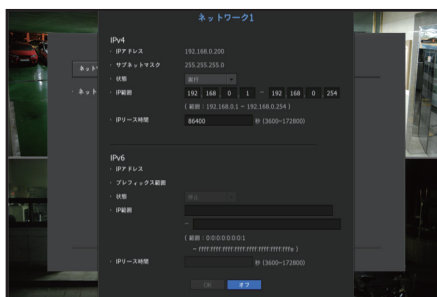 ネットワーク1
IPv4
・ IPアドレス 192.168.0.200
・ サブネットマスク 255.255.255.0
・ 状態 実行
・ IP範囲 192 168 0 1 ~ 192 168 0 254
( 範囲 : 192.168.0.1 ~ 192.168.0.254 )
・ IPリース時間 86400 秒 (3600~172800)
IPv6
・ IPアドレス
・ プレフィックス範囲
・ 状態 停止
・ IP範囲
~
( 範囲 : 0:0:0:0:0:0:0:1
~ ffff:ffff:ffff:ffff:ffff:ffff:ffff:fffe )
・ IPリース時間 秒 (3600~172800)
OK オフ